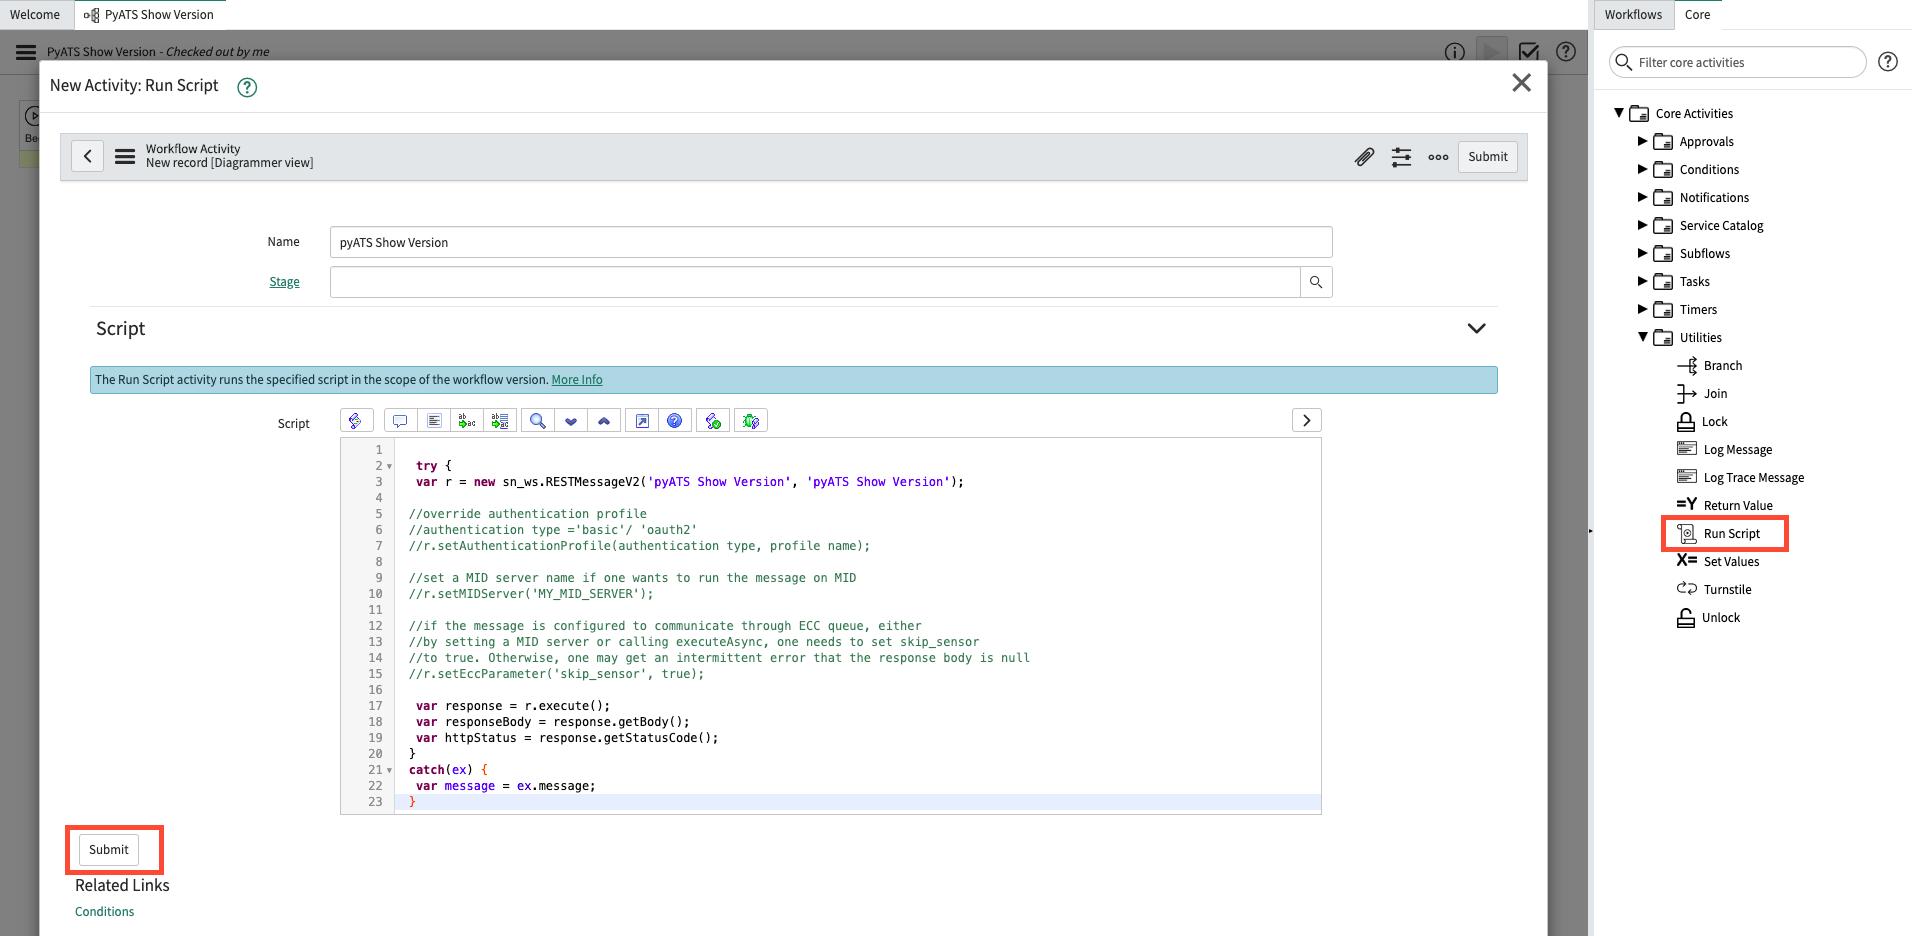 Welcome
PyATS Show Version
PyATS Show Version - Checked out by me
New Activity: Run Script
Be
Workflow Activity
New record [Diagrammer view]
Submit
Name
pyATS Show Version
Stage
Script
The Run Script activity runs the specified script in the scope of the workflow version. More Info
Script
1
2 try {
3 var r = new sn_ws.RESTMessageV2('pyATS Show Version', 'pyATS Show Version');
4
5 //override authentication profile
6 //authentication type ='basic'/ 'oauth2'
7 //r.setAuthenticationProfile(authentication type, profile name);
8
9 //set a MID server name if one wants to run the message on MID
10 //r.setMIDServer('MY_MID_SERVER');
11
12 //if the message is configured to communicate through ECC queue, either
13 //by setting a MID server or calling executeAsync, one needs to set skip_sensor
14 //to true. Otherwise, one may get an intermittent error that the response body is null
15 //r.setEccParameter('skip_sensor', true);
16
17 var response = r.execute();
18 var responseBody = response.getBody();
19 var httpStatus = response.getStatusCode();
20 }
21 catch(ex) {
22 var message = ex.message;
23 }
Submit
Related Links
Conditions
Workflows
Core
Filter core activities
Core Activities
Approvals
Conditions
Notifications
Service Catalog
Subflows
Tasks
Timers
Utilities
Branch
Join
Lock
Log Message
Log Trace Message
Return Value
Run Script
Set Values
Turnstile
Unlock